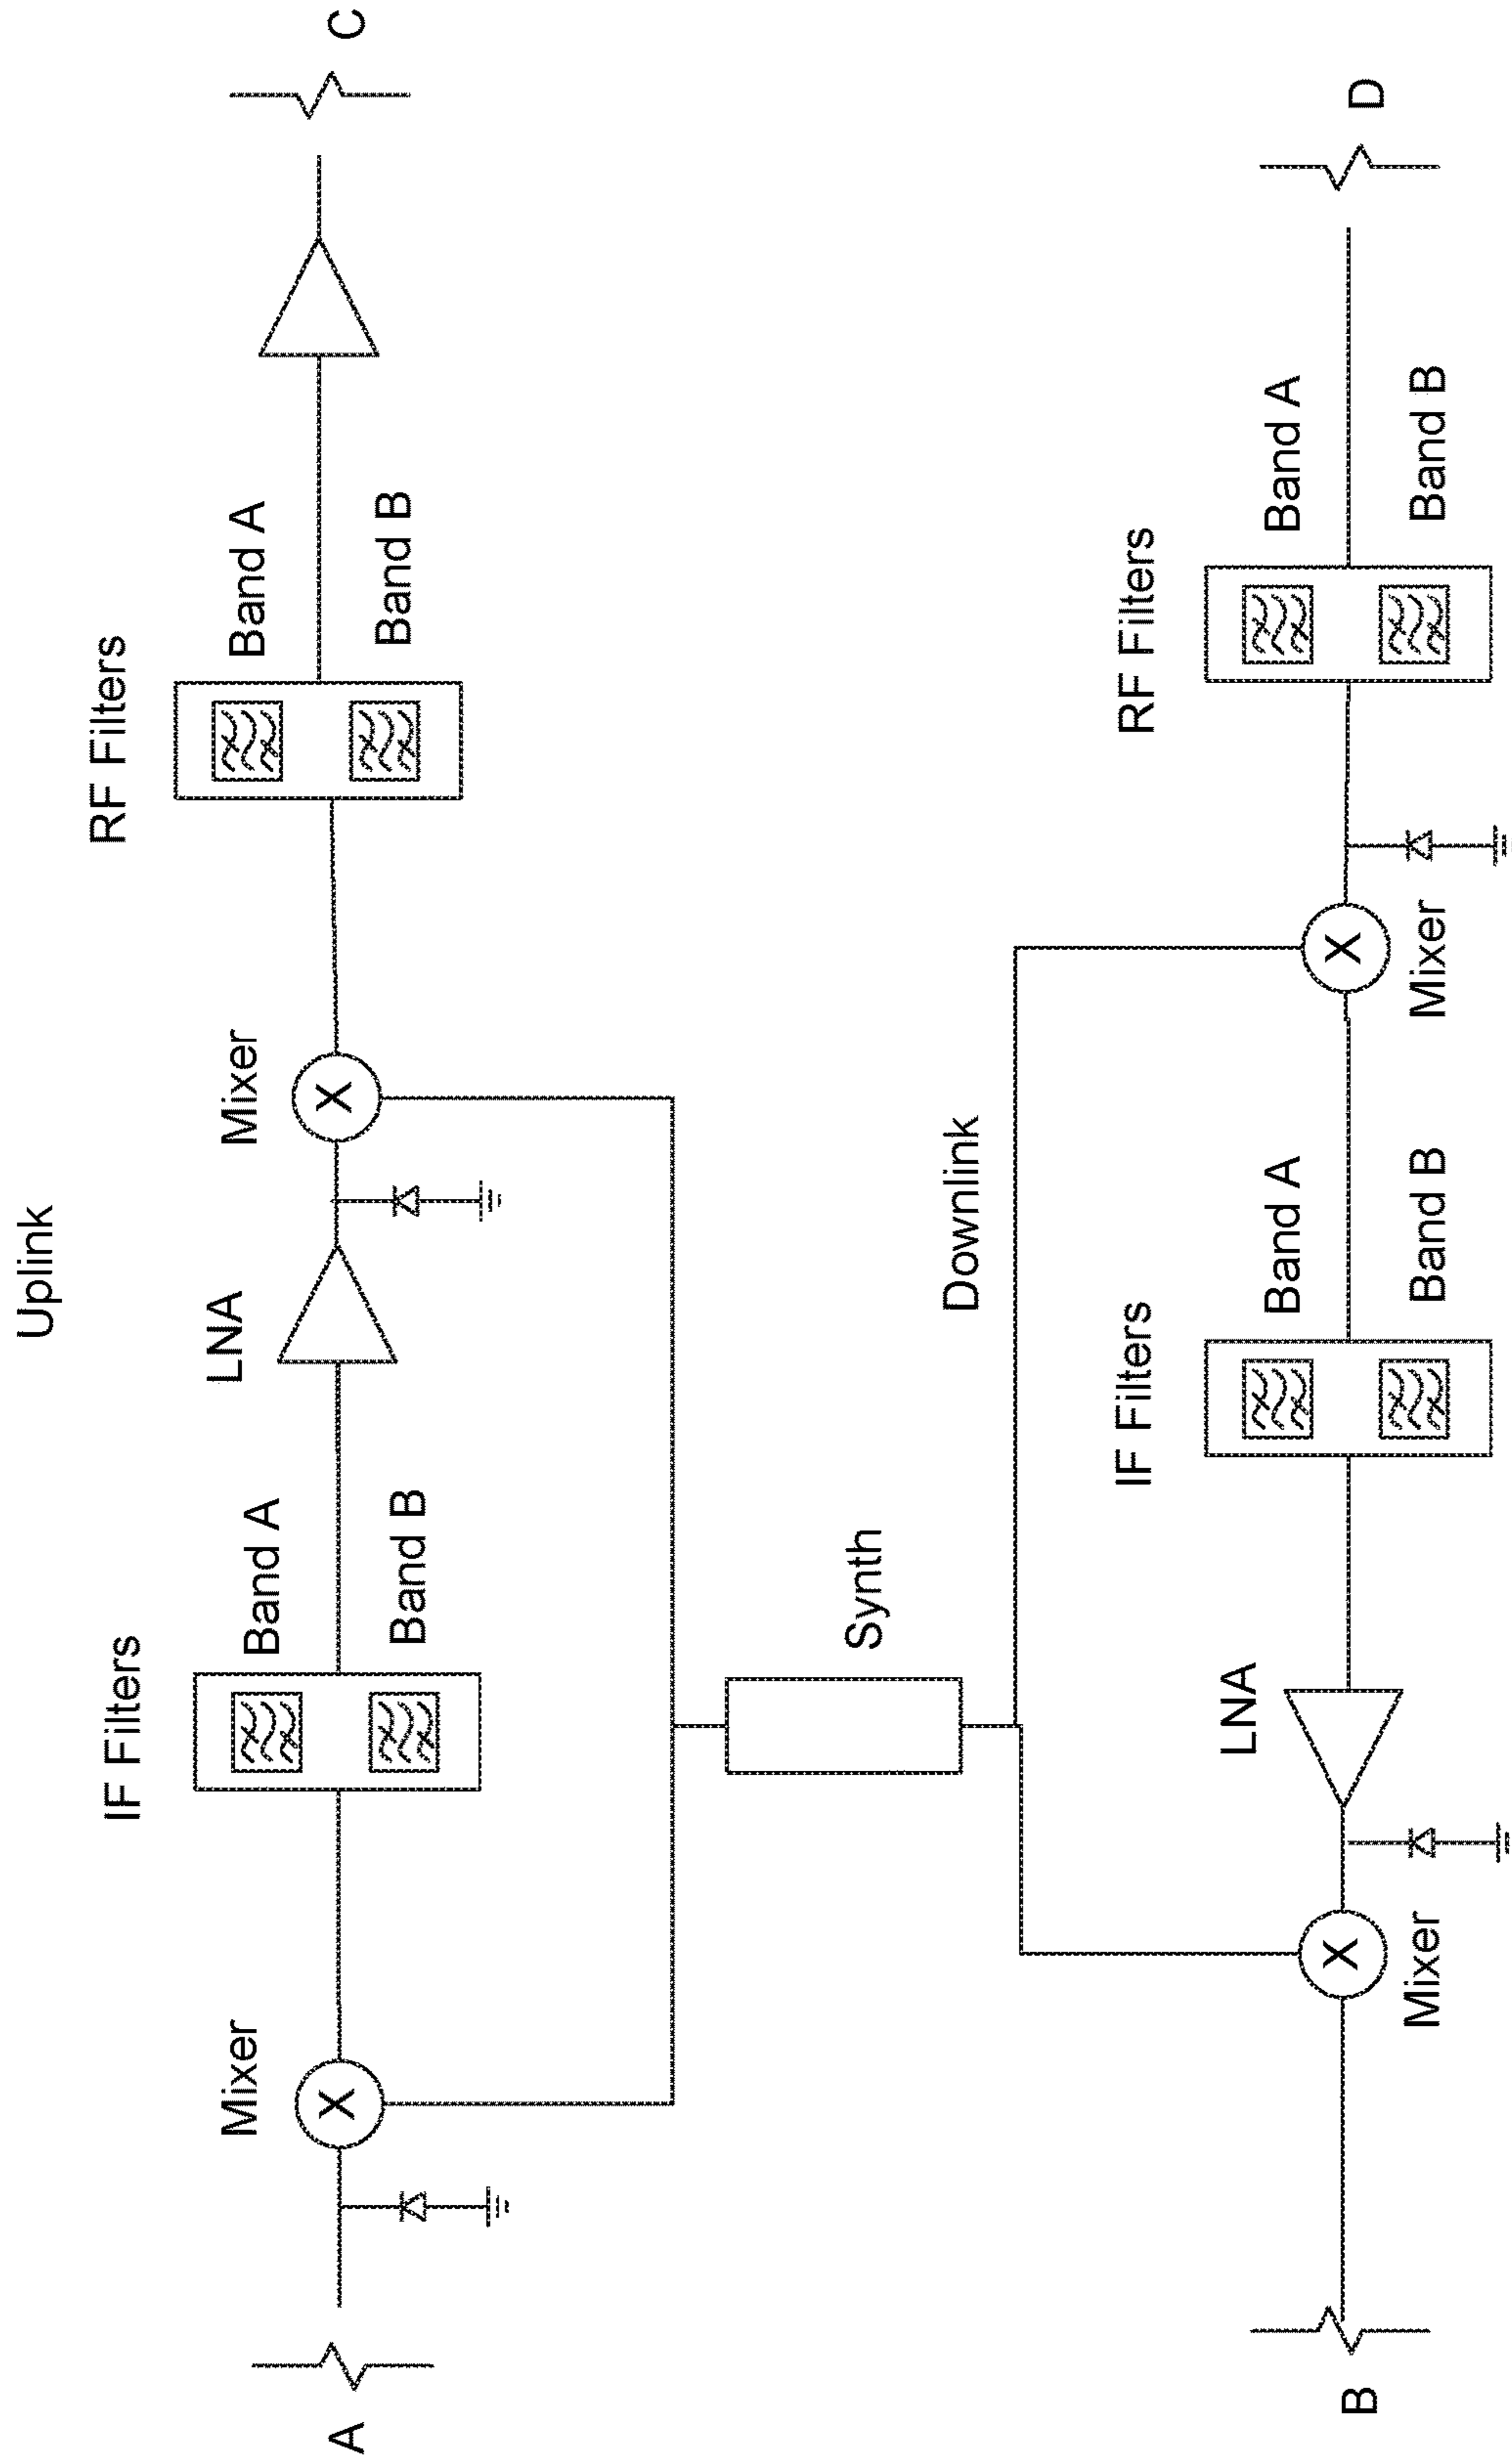 Uplink
RF Filters
IF Filters
Mixer
LNA
Mixer
Band A
Band A
A
C
Band B
Band B
Synth
Downlink
IF Filters
RF Filters
LNA
Band A
Band A
B
D
Mixer
Band B
Mixer
Band B
X
X
X
X